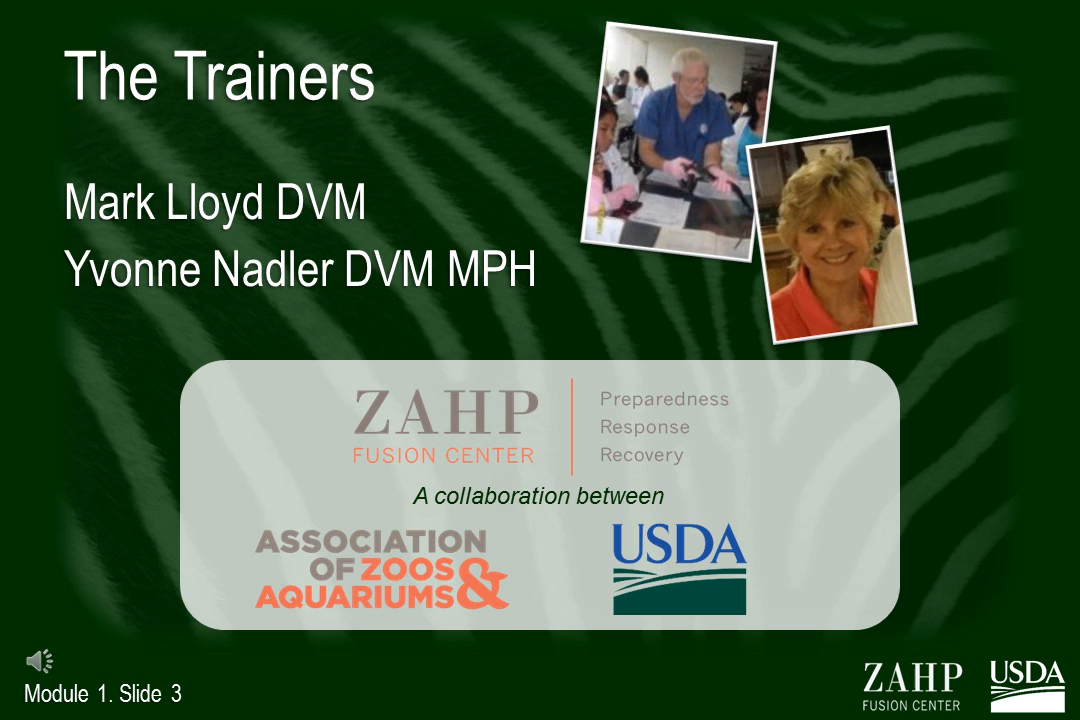 The Trainers
Mark Lloyd DVM
Yvonne Nadler DVM MPH
ZAHP
FUSION CENTER
Preparedness
Response
Recovery
A collaboration between
ASSOCIATION
OF ZOOS
AQUARIUMS &
USDA
Module 1. Slide 3
ZAHP
FUSION CENTER
USDA